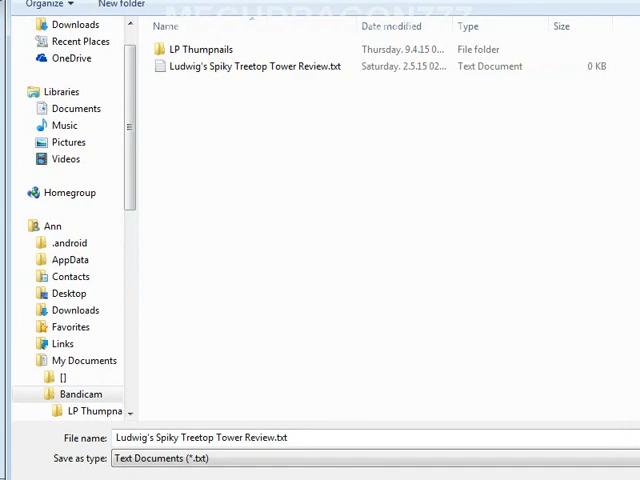 MECHDRAGON777
Organize New folder
Name Date modified Type Size
Downloads
Recent Places
OneDrive
Libraries
Documents
Music
Pictures
Videos
Homegroup
Ann
.android
AppData
Contacts
Desktop
Downloads
Favorites
Links
My Documents
[]
Bandicam
LP Thumpna
LP Thumpnails Thursday. 9.4.15 0... File folder
Ludwig's Spiky Treetop Tower Review.txt Saturday. 2.5.15 02... Text Document 0 KB
File name: Ludwig's Spiky Treetop Tower Review.txt
Save as type: Text Documents (*.txt)